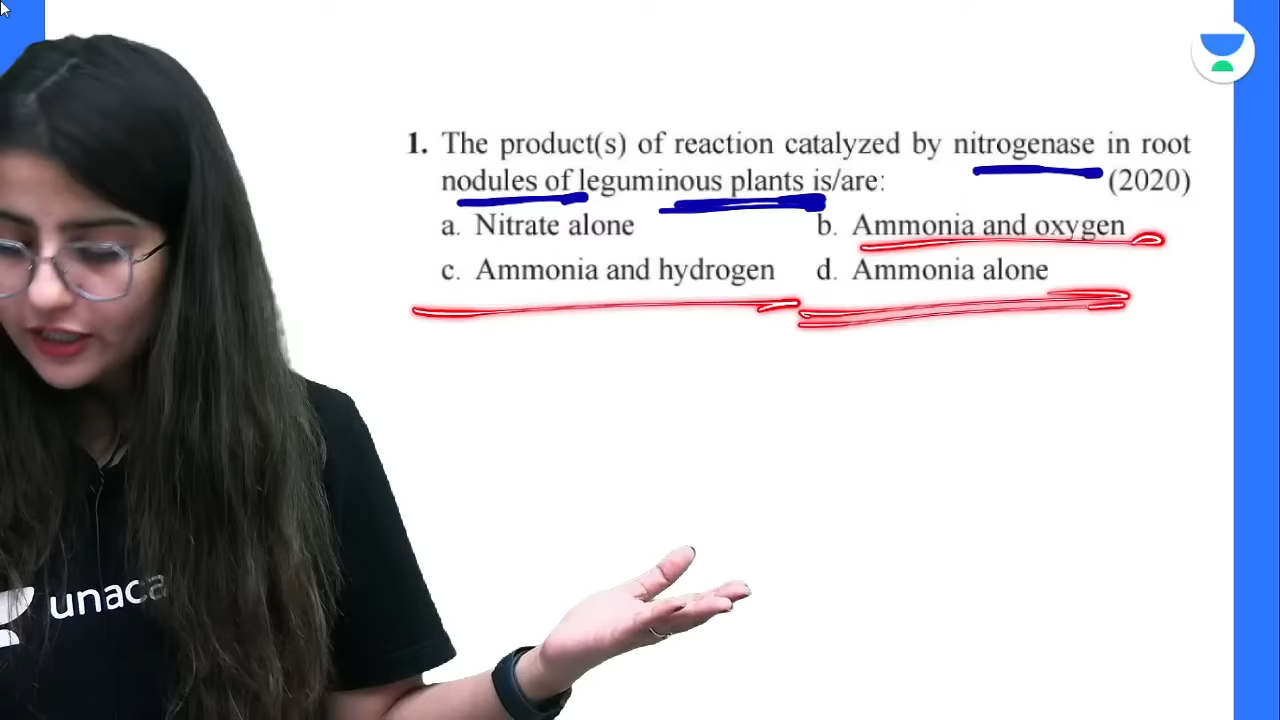 1. The product(s) of reaction catalyzed by nitrogenase in root
nodules of leguminous plants is/are: (2020)
a. Nitrate alone b. Ammonia and oxygen
c. Ammonia and hydrogen d. Ammonia alone
unaca